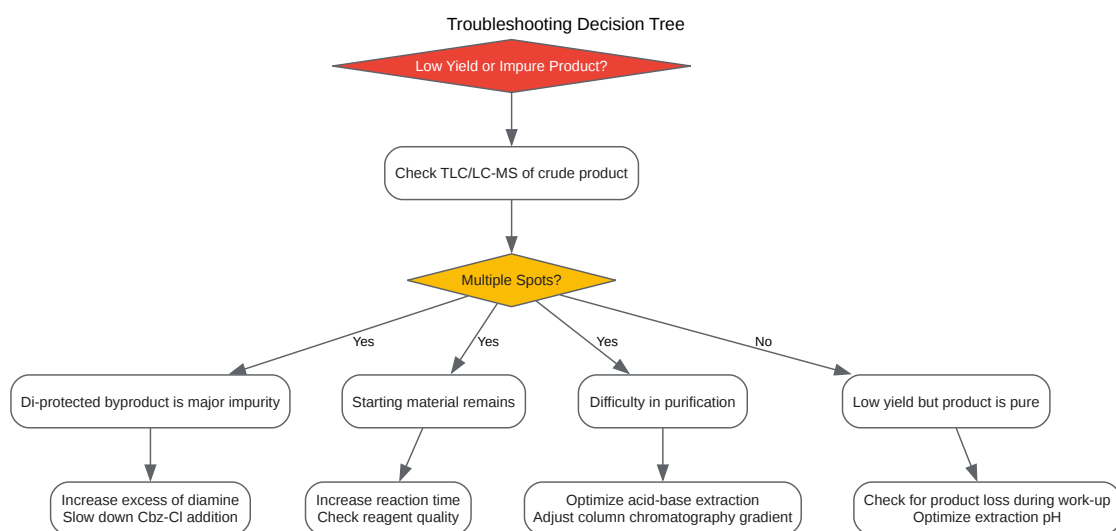 Troubleshooting Decision Tree
Low Yield or Impure Product?
Check TLC/LC-MS of crude product
Multiple Spots?
Yes
Yes
Yes
No
Di-protected byproduct is major impurity
Starting material remains
Difficulty in purification
Low yield but product is pure
Increase excess of diamine
Slow down Cbz-Cl addition
Increase reaction time
Check reagent quality
Optimize acid-base extraction
Adjust column chromatography gradient
Check for product loss during work-up
Optimize extraction pH